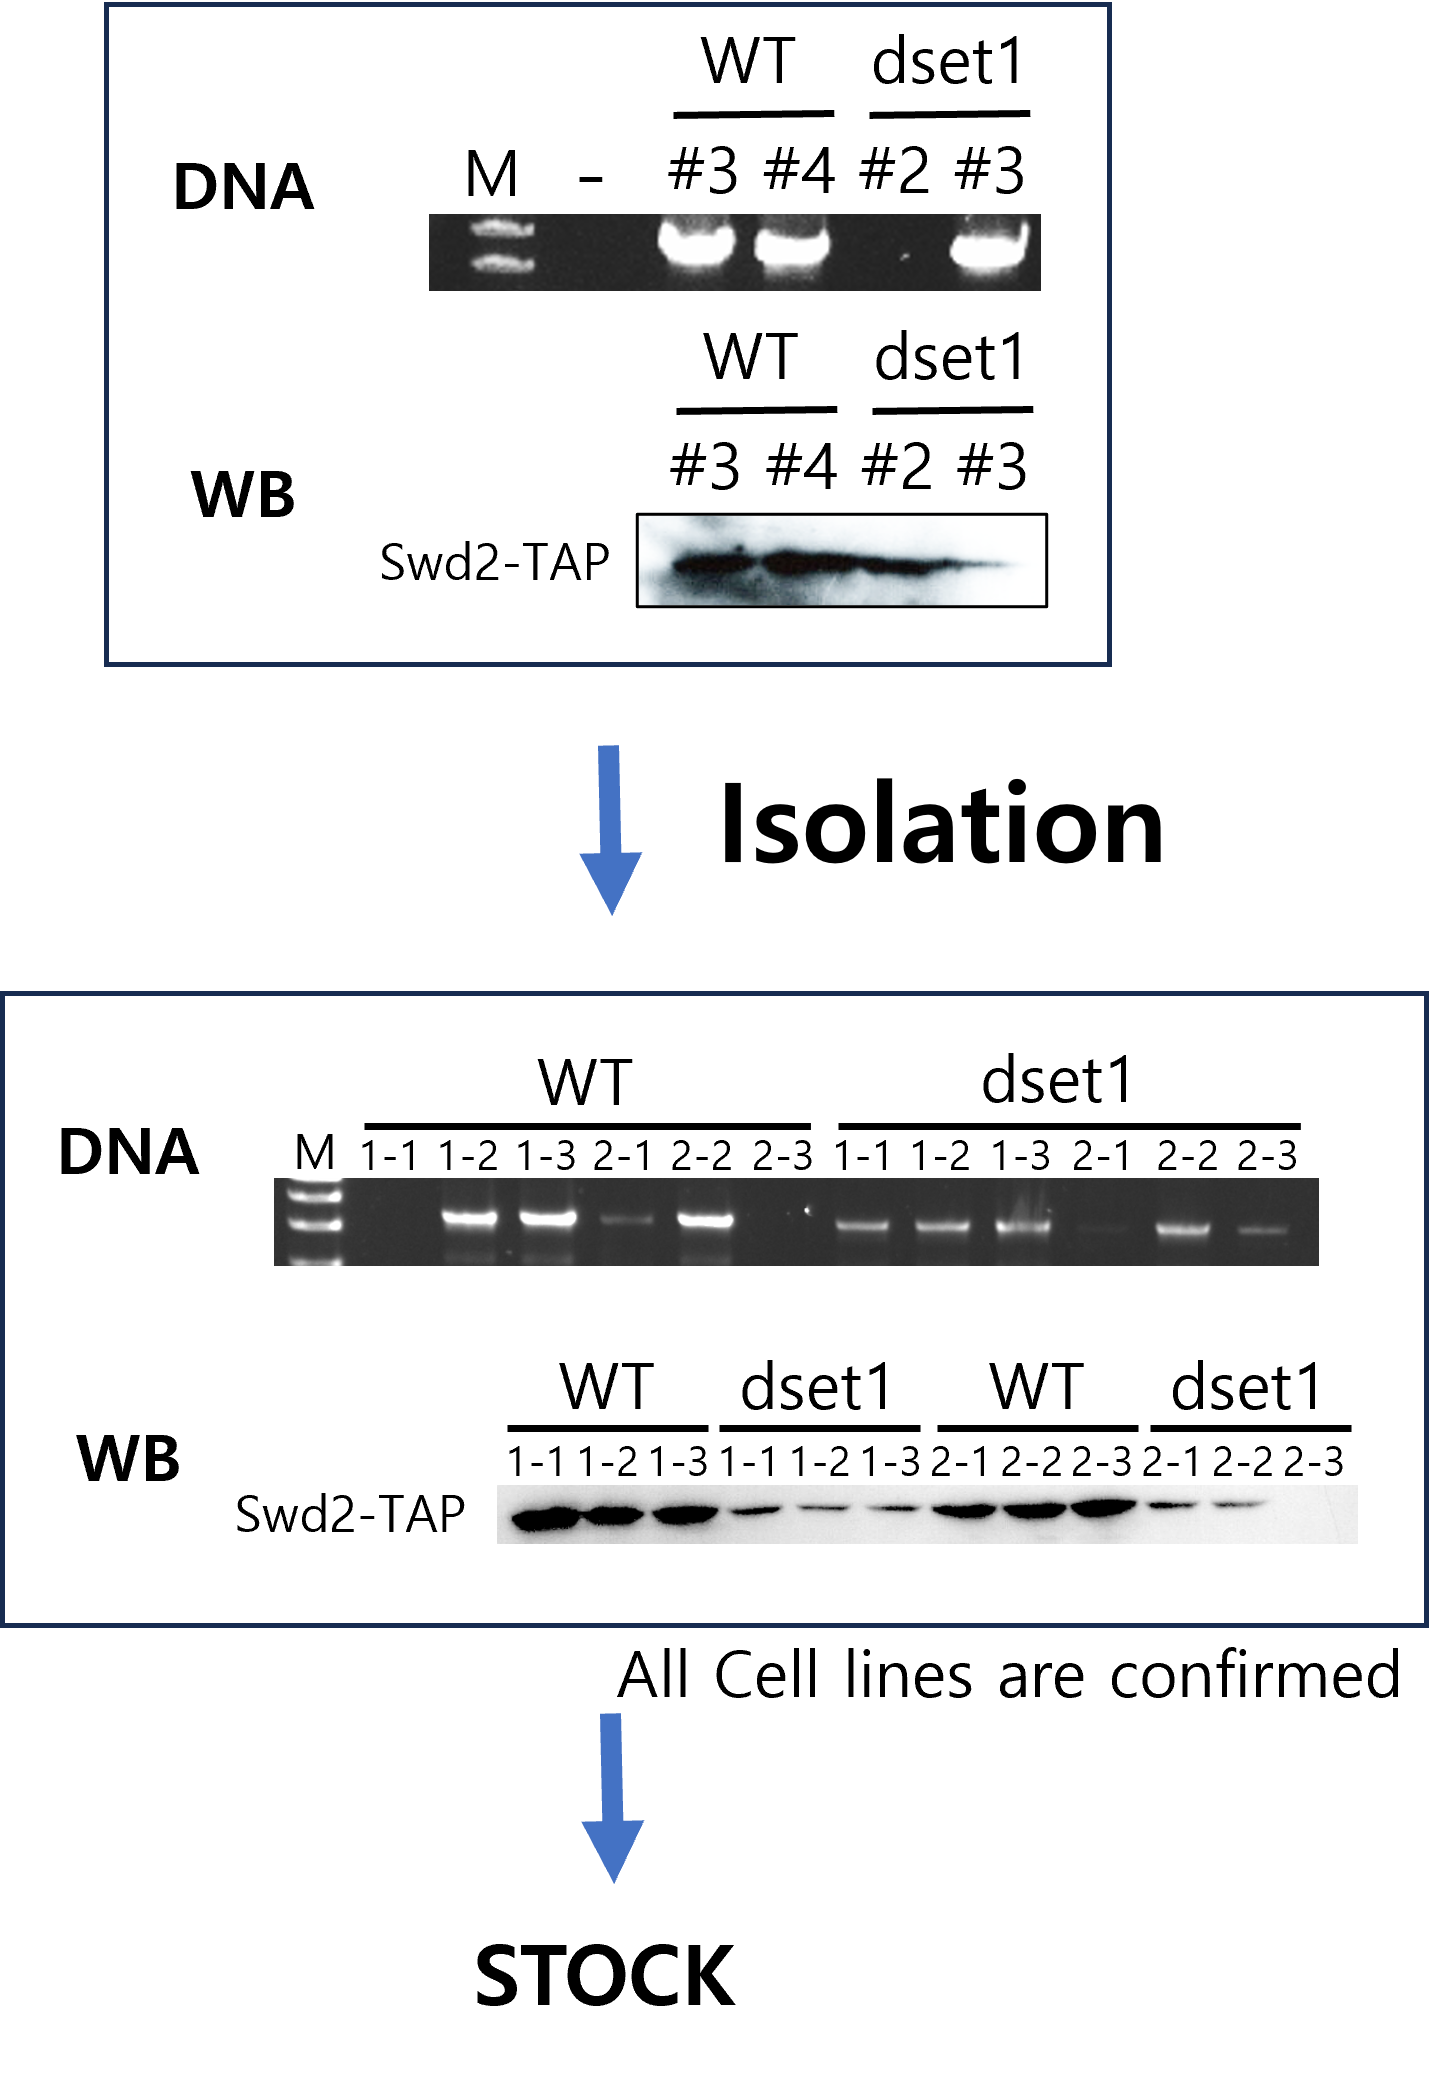 WT dset1
DNA M - #3 #4 #2 #3
WT dset1
WB #3 #4 #2 #3
Swd2-TAP
Isolation
WT dset1
DNA M 1-1 1-2 1-3 2-1 2-2 2-3 1-1 1-2 1-3 2-1 2-2 2-3
WT dset1 WT dset1
WB 1-1 1-2 1-3 1-1 1-2 1-3 2-1 2-2 2-3 2-1 2-2 2-3
Swd2-TAP
All Cell lines are confirmed
STOCK